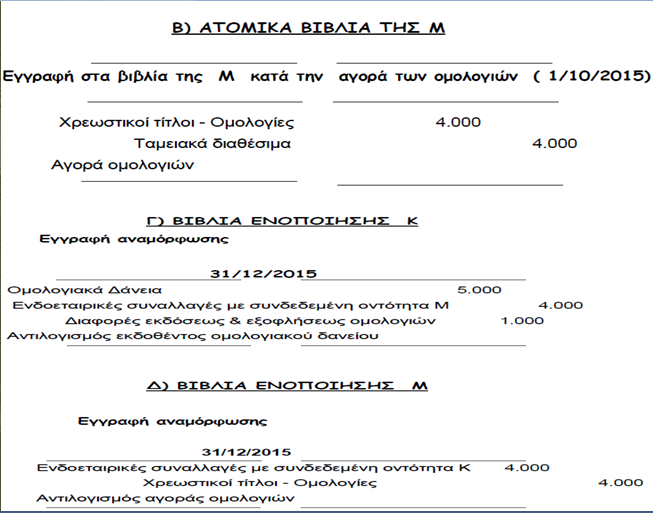 Β) ΑΤΟΜΙΚΑ ΒΙΒΛΙΑ ΤΗΣ Μ
Εγγραφή στα βιβλία της Μ κατά την αγορά των ομολογιών ( 1/10/2015)
Χρεωστικοί τίτλοι - Ομολογίες 4.000
Ταμειακά διαθέσιμα 4.000
Αγορά ομολογιών
Γ) ΒΙΒΛΙΑ ΕΝΟΠΟΙΗΣΗΣ Κ
Εγγραφή αναμόρφωσης
31/12/2015
Ομολογιακά Δάνεια 5.000
Ενδοεταιρικές συναλλαγές με συνδεδεμένη οντότητα Μ 4.000
Διαφορές εκδόσεως & εξοφλήσεως ομολογιών 1.000
Αντιλογισμός εκδοθέντος ομολογιακού δανείου
Δ) ΒΙΒΛΙΑ ΕΝΟΠΟΙΗΣΗΣ Μ
Εγγραφή αναμόρφωσης
31/12/2015
Ενδοεταιρικές συναλλαγές με συνδεδεμένη οντότητα Κ 4.000
Χρεωστικοί τίτλοι - Ομολογίες 4.000
Αντιλογισμός αγοράς ομολογιών